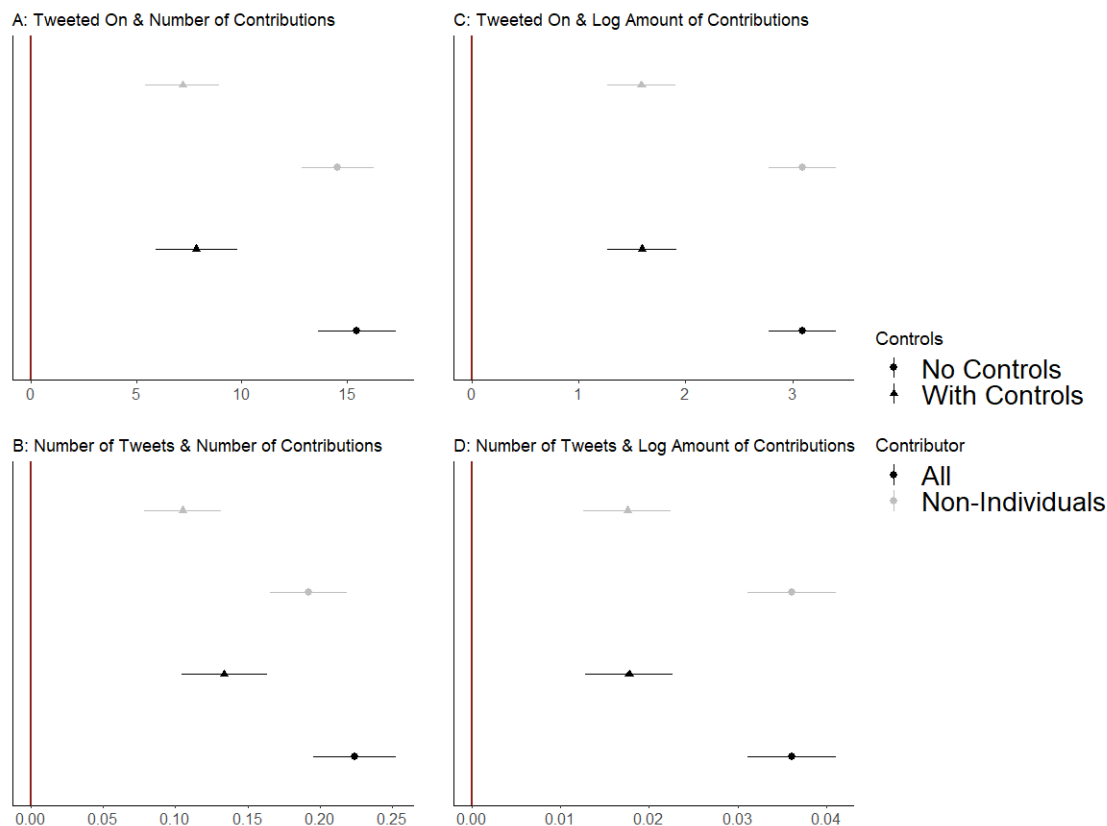 A: Tweeted On & Number of Contributions
0 5 10 15
C: Tweeted On & Log Amount of Contributions
0 1 2 3
B: Number of Tweets & Number of Contributions
0.00 0.05 0.10 0.15 0.20 0.25
D: Number of Tweets & Log Amount of Contributions
0.00 0.01 0.02 0.03 0.04
Controls
No Controls
With Controls
Contributor
All
Non-Individuals